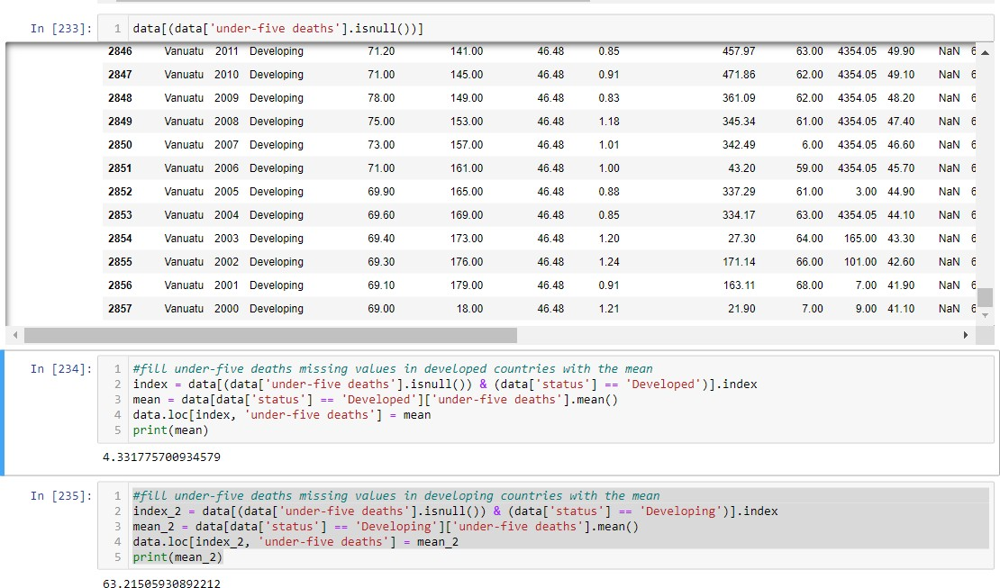 In [233]: 1 data[(data['under-five deaths'].isnull())]
2846 Vanuatu 2011 Developing 71.20 141.00 46.48 0.85 457.97 63.00 4354.05 49.90 NaN 6
2847 Vanuatu 2010 Developing 71.00 145.00 46.48 0.91 471.86 62.00 4354.05 49.10 NaN 6
2848 Vanuatu 2009 Developing 78.00 149.00 46.48 0.83 361.09 62.00 4354.05 48.20 NaN 6
2849 Vanuatu 2008 Developing 75.00 153.00 46.48 1.18 345.34 61.00 4354.05 47.40 NaN 6
2850 Vanuatu 2007 Developing 73.00 157.00 46.48 1.01 342.49 6.00 4354.05 46.60 NaN 6
2851 Vanuatu 2006 Developing 71.00 161.00 46.48 1.00 43.20 59.00 4354.05 45.70 NaN 6
2852 Vanuatu 2005 Developing 69.90 165.00 46.48 0.88 337.29 61.00 3.00 44.90 NaN 6
2853 Vanuatu 2004 Developing 69.60 169.00 46.48 0.85 334.17 63.00 4354.05 44.10 NaN 6
2854 Vanuatu 2003 Developing 69.40 173.00 46.48 1.20 27.30 64.00 165.00 43.30 NaN 6
2855 Vanuatu 2002 Developing 69.30 176.00 46.48 1.24 171.14 66.00 101.00 42.60 NaN 6
2856 Vanuatu 2001 Developing 69.10 179.00 46.48 0.91 163.11 68.00 7.00 41.90 NaN 6
2857 Vanuatu 2000 Developing 69.00 18.00 46.48 1.21 21.90 7.00 9.00 41.10 NaN 6
In [234]: 1 #fill under-five deaths missing values in developed countries with the mean
2 index = data[(data['under-five deaths'].isnull()) & (data['status'] == 'Developed')].index
3 mean = data[data['status'] == 'Developed']['under-five deaths'].mean()
4 data.loc[index, 'under-five deaths'] = mean
5 print(mean)
4.331775700934579
In [235]: 1 #fill under-five deaths missing values in developing countries with the mean
2 index_2 = data[(data['under-five deaths'].isnull()) & (data['status'] == 'Developing')].index
3 mean_2 = data[data['status'] == 'Developing']['under-five deaths'].mean()
4 data.loc[index_2, 'under-five deaths'] = mean_2
5 print(mean_2)
63.21505930892212